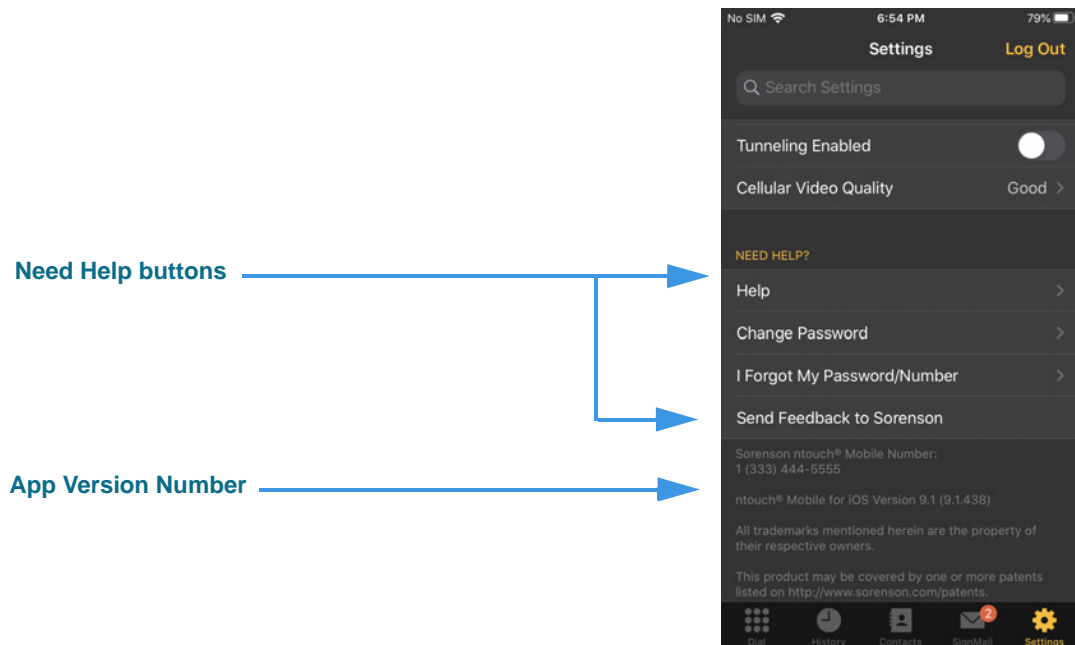 No SIM 6:54 PM 79%
Settings Log Out
Search Settings
Tunneling Enabled
Cellular Video Quality Good
NEED HELP?
Need Help buttons
Help
Change Password
I Forgot My Password/Number
Send Feedback to Sorenson
Sorenson ntouch® Mobile Number:
1 (333) 444-5555
App Version Number
ntouch® Mobile for iOS Version 9.1 (9.1.438)
All trademarks mentioned herein are the property of
their respective owners.
This product may be covered by one or more patents
listed on http://www.sorenson.com/patents.
2
Dial History Contacts SignMail Settings